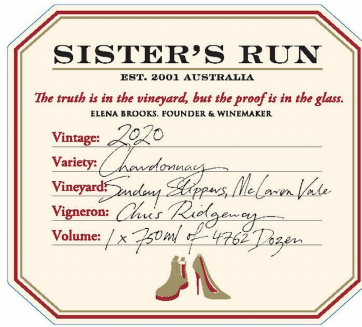 SISTER'S RUN
EST. 2001 AUSTRALIA
The truth is in the vineyard, but the proof is in the glass.
ELENA BROOKS. FOUNDER & WINEMAKER
Vintage: 2020
Variety: Chardonnay
Vineyard: Sunday Slippers, McLaren Vale
Vigneron: Chris Ridgeway
Volume: 1 x 750ml of 4762 Dozen